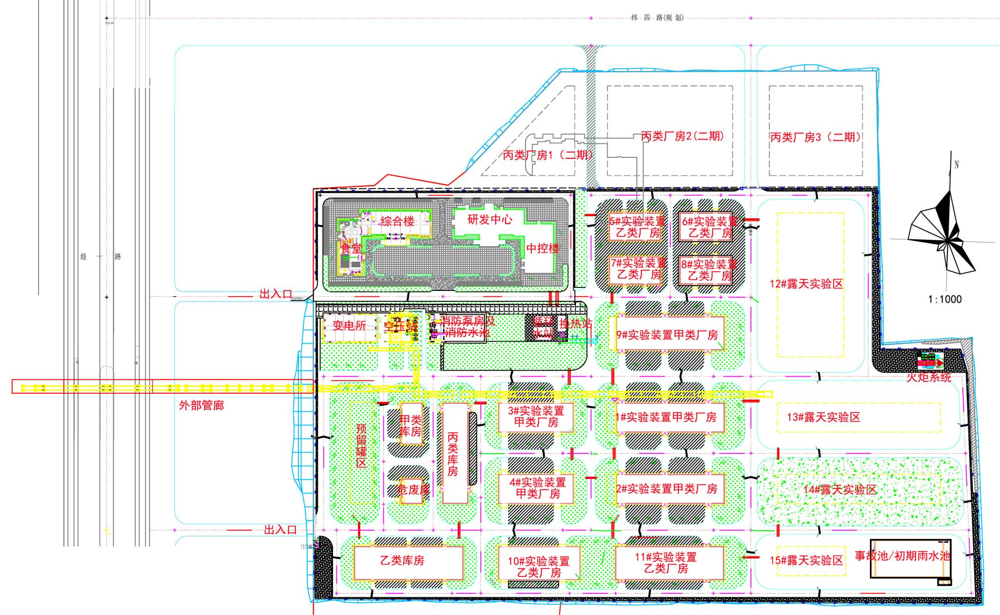 纬四路(规划)
丙类厂房1（二期）
丙类厂房2(二期)
丙类厂房3（二期）
N
综合楼
研发中心
食堂
中控楼
5#实验装置
乙类厂房
6#实验装置
乙类厂房
7#实验装置
乙类厂房
8#实验装置
乙类厂房
经一路
12#露天实验区
1:1000
出入口
变电所
空压站
消防泵房及
消防水池
循环
水站
换热站
9#实验装置甲类厂房
火炬系统
外部管廊
预留罐区
甲类
库房
丙类库房
3#实验装置
甲类厂房
1#实验装置甲类厂房
13#露天实验区
危废库
4#实验装置
甲类厂房
2#实验装置甲类厂房
14#露天实验区
出入口
乙类库房
10#实验装置
乙类厂房
11#实验装置
乙类厂房
15#露天实验区
事故池/初期雨水池